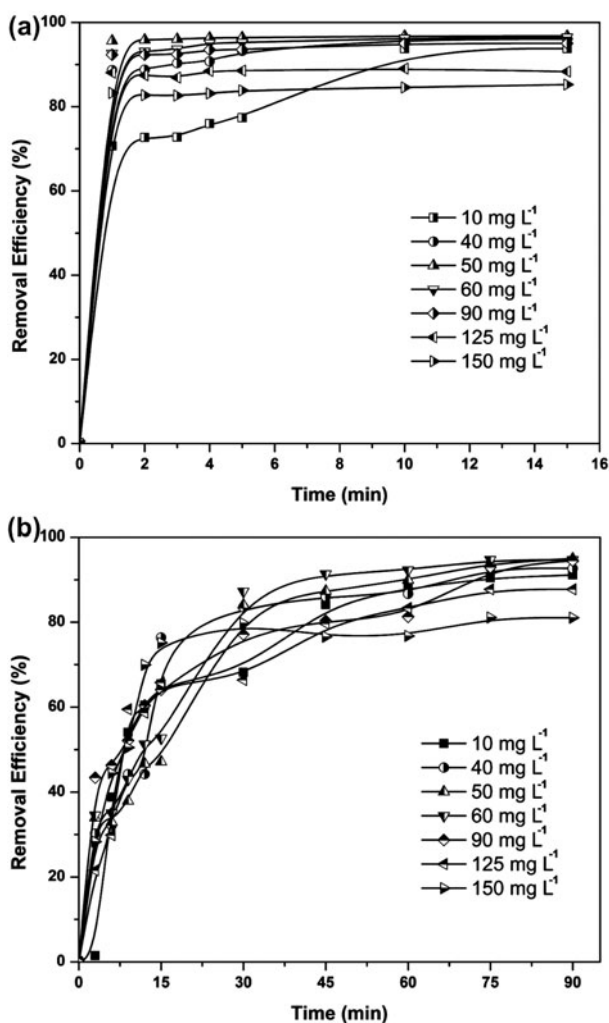 (a)
100
80
60
40
20
0
Removal Efficiency (%)
10 mg L⁻¹
40 mg L⁻¹
50 mg L⁻¹
60 mg L⁻¹
90 mg L⁻¹
125 mg L⁻¹
150 mg L⁻¹
0 2 4 6 8 10 12 14 16
Time (min)
(b)
100
80
60
40
20
0
Removal Efficiency (%)
10 mg L⁻¹
40 mg L⁻¹
50 mg L⁻¹
60 mg L⁻¹
90 mg L⁻¹
125 mg L⁻¹
150 mg L⁻¹
0 15 30 45 60 75 90
Time (min)